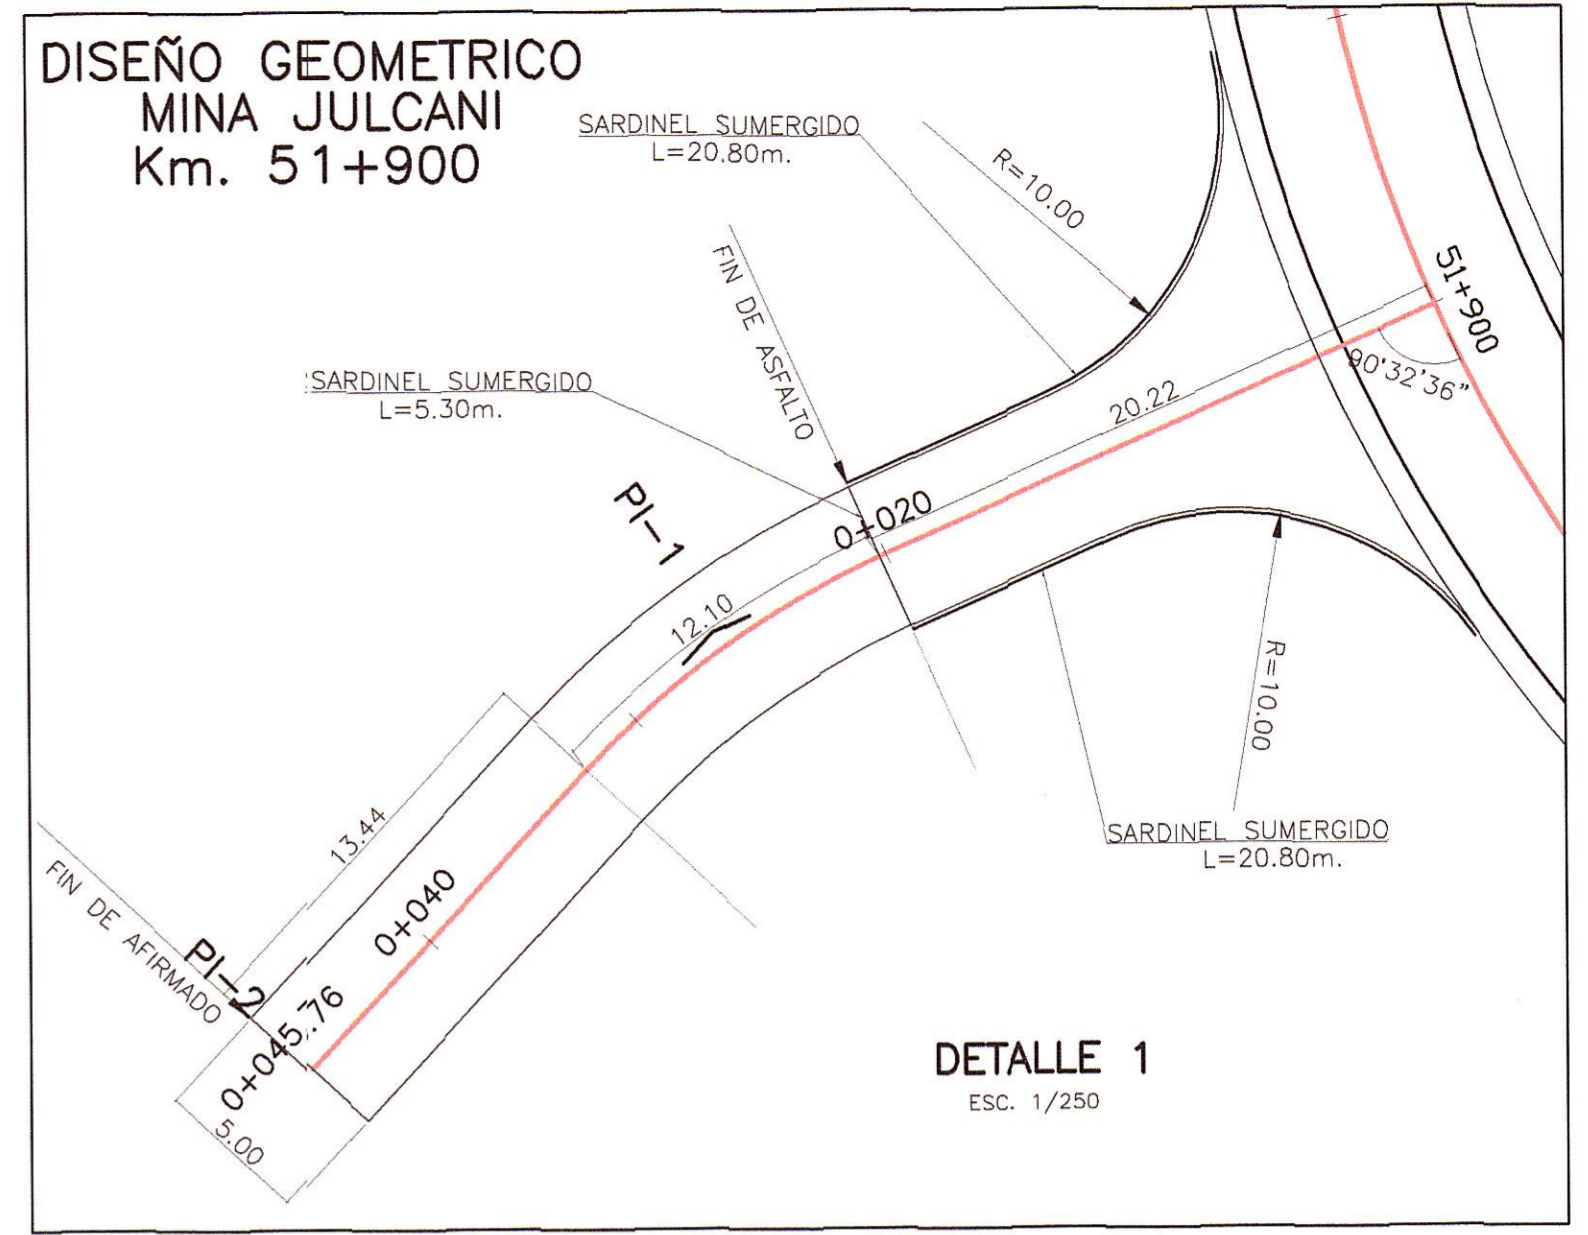 DISEÑO GEOMETRICO
MINA JULCANI
Km. 51+900
SARDINEL SUMERGIDO
L=20.80m.
R=10.00
FIN DE ASFALTO
51+900
90°32'36"
20.22
SARDINEL SUMERGIDO
L=5.30m.
PI-1
0+020
12.10
R=10.00
SARDINEL SUMERGIDO
L=20.80m.
13.44
0+040
FIN DE AFIRMADO
PI-2
0+045.76
5.00
DETALLE 1
ESC. 1/250